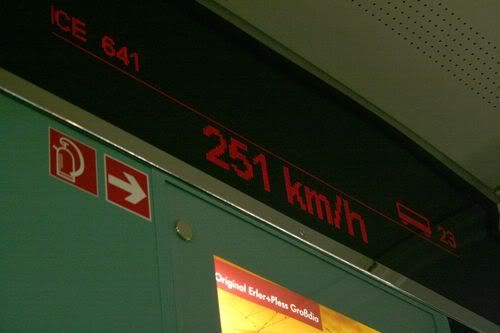 ICE 641
251 km/h
23
Original Erler+Pless Großdia